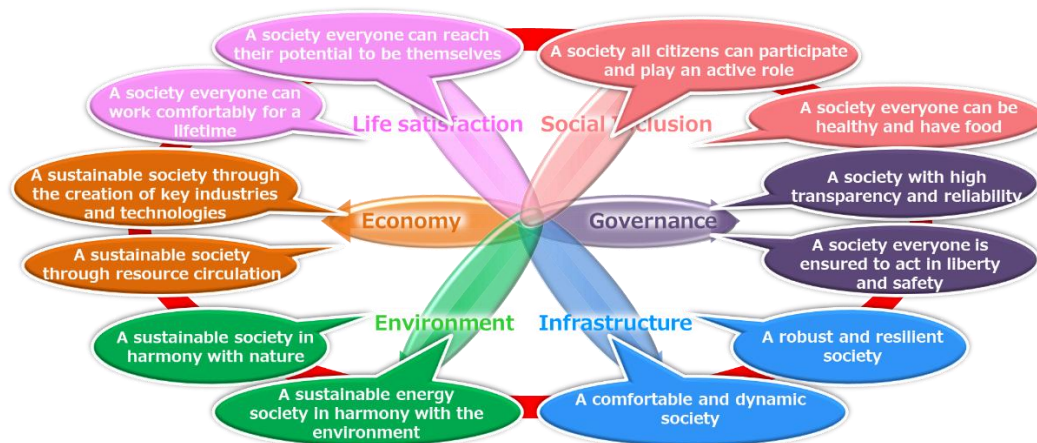 A society everyone can reach
their potential to be themselves
A society all citizens can participate
and play an active role
A society everyone can
work comfortably for a
lifetime
Life satisfaction
Social Inclusion
A society everyone can be
healthy and have food
A sustainable society through
the creation of key industries
and technologies
Economy
Governance
A society with high
transparency and reliability
A sustainable society
through resource circulation
A society everyone is
ensured to act in liberty
and safety
A sustainable society in
harmony with nature
Environment
Infrastructure
A robust and resilient
society
A sustainable energy
society in harmony with the
environment
A comfortable and dynamic
society